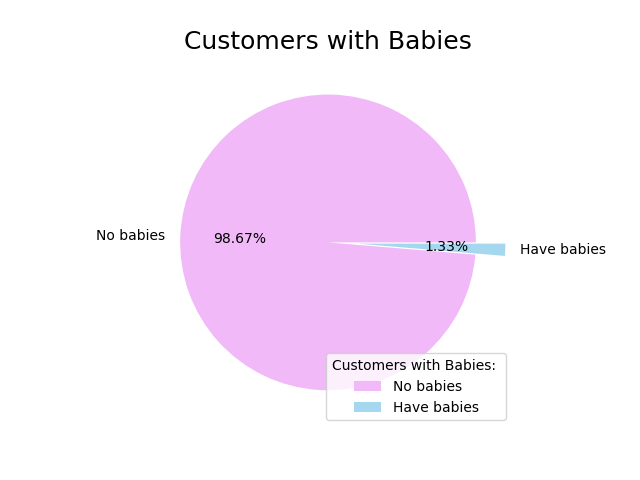 Customers with Babies
No babies
98.67%
1.33%
Have babies
Customers with Babies:
No babies
Have babies